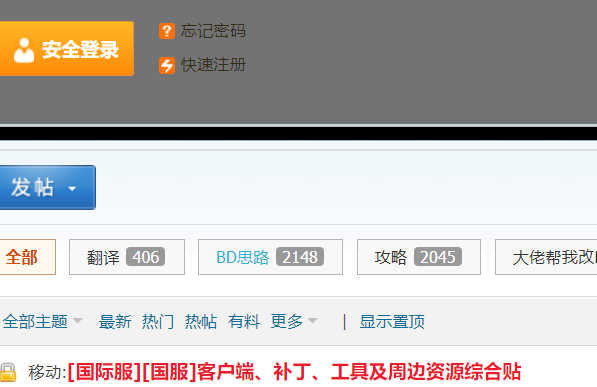 安全登录
忘记密码
快速注册
发帖
全部 翻译 406 BD思路 2148 攻略 2045 大佬帮我改
全部主题 最新 热门 热帖 有料 更多 | 显示置顶
移动:[国际服][国服]客户端、补丁、工具及周边资源综合贴